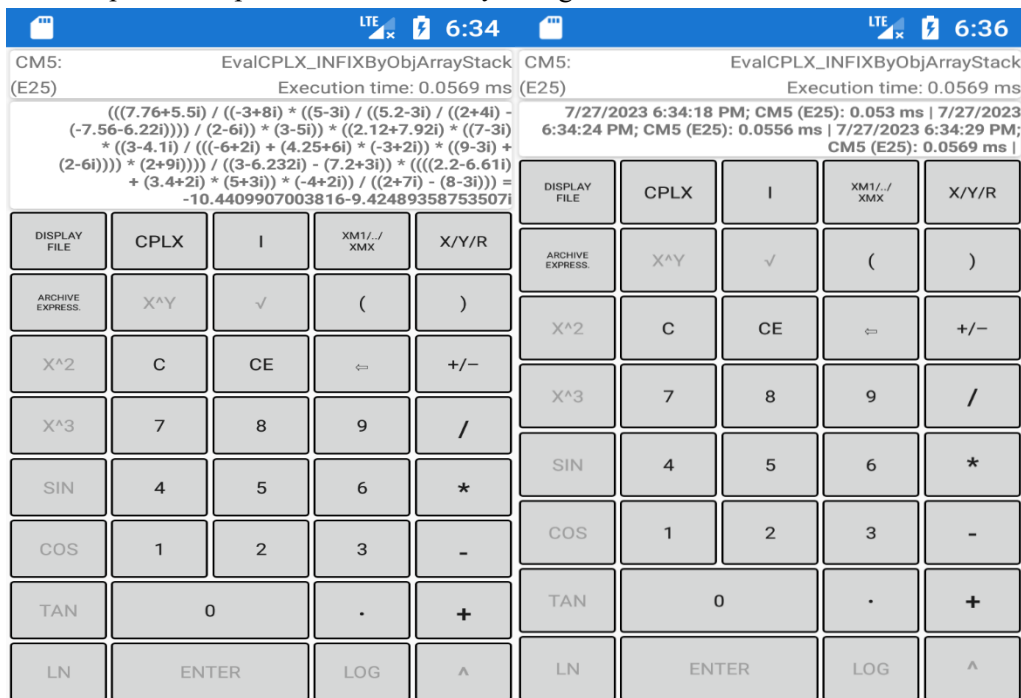 6:34
CM5: EvalCPLX_INFIXByObjArrayStack
(E25) Execution time: 0.0569 ms
(((7.76+5.5i) / ((-3+8i) * ((5-3i) / ((5.2-3i) / ((2+4i) -
(-7.56-6.22i)))) / (2-6i)) * (3-5i)) * ((2.12+7.92i) * ((7-3i)
* ((3-4.1i) / (((-6+2i) + (4.25+6i) * (-3+2i)) * ((9-3i) +
(2-6i)))) * (2+9i)))) / ((3-6.232i) - (7.2+3i)) * ((((2.2-6.61i)
+ (3.4+2i) * (5+3i)) * (-4+2i)) / ((2+7i) - (8-3i))) =
-10.4409907003816-9.42489358753507i
DISPLAY
FILE
CPLX
I
XM1/../
XMX
X/Y/R
ARCHIVE
EXPRESS.
X^Y
√
(
)
X^2
C
CE
⇦
+/−
X^3
7
8
9
/
SIN
4
5
6
*
COS
1
2
3
-
TAN
0
.
+
LN
ENTER
LOG
^
LTE
6:36
CM5: EvalCPLX_INFIXByObjArrayStack
(E25) Execution time: 0.0569 ms
7/27/2023 6:34:18 PM; CM5 (E25): 0.053 ms | 7/27/2023
6:34:24 PM; CM5 (E25): 0.0556 ms | 7/27/2023 6:34:29 PM;
CM5 (E25): 0.0569 ms |
DISPLAY
FILE
CPLX
I
XM1/../
XMX
X/Y/R
ARCHIVE
EXPRESS.
X^Y
√
(
)
X^2
C
CE
⇦
+/−
X^3
7
8
9
/
SIN
4
5
6
*
COS
1
2
3
-
TAN
0
.
+
LN
ENTER
LOG
^